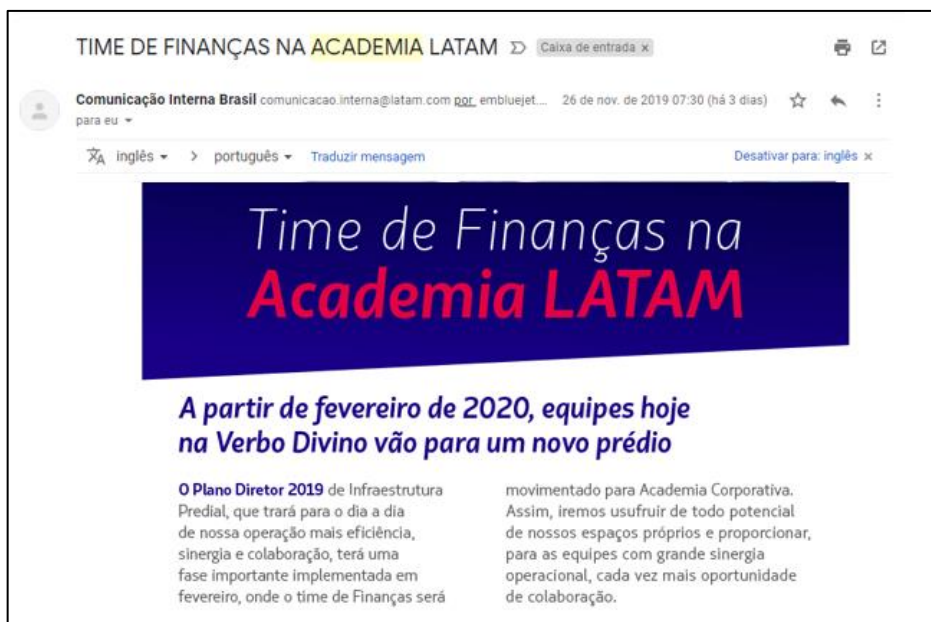 TIME DE FINANÇAS NA ACADEMIA LATAM Caixa de entrada x
Comunicação Interna Brasil comunicacao.interna@latam.com por embluejet.... 26 de nov. de 2019 07:30 (há 3 dias)
para eu
inglês > português Traduzir mensagem Desativar para: inglês x
Time de Finanças na
Academia LATAM
A partir de fevereiro de 2020, equipes hoje
na Verbo Divino vão para um novo prédio
O Plano Diretor 2019 de Infraestrutura
Predial, que trará para o dia a dia
de nossa operação mais eficiência,
sinergia e colaboração, terá uma
fase importante implementada em
fevereiro, onde o time de Finanças será
movimentado para Academia Corporativa.
Assim, iremos usufruir de todo potencial
de nossos espaços próprios e proporcionar,
para as equipes com grande sinergia
operacional, cada vez mais oportunidade
de colaboração.